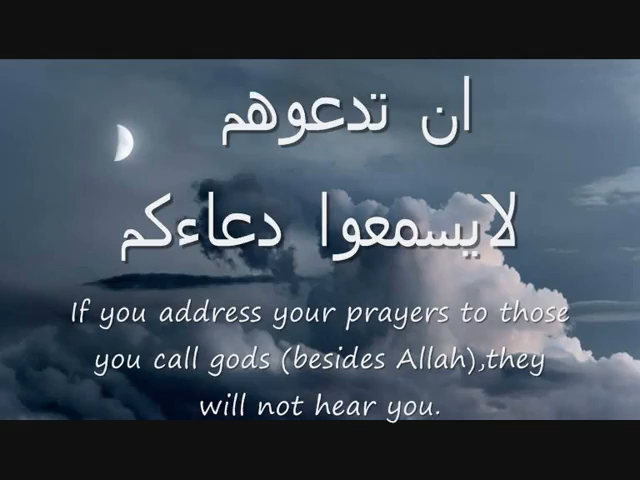 ان تدعوهم
لايسمعوا دعاءكم
If you address your prayers to those
you call gods (besides Allah),they
will not hear you.